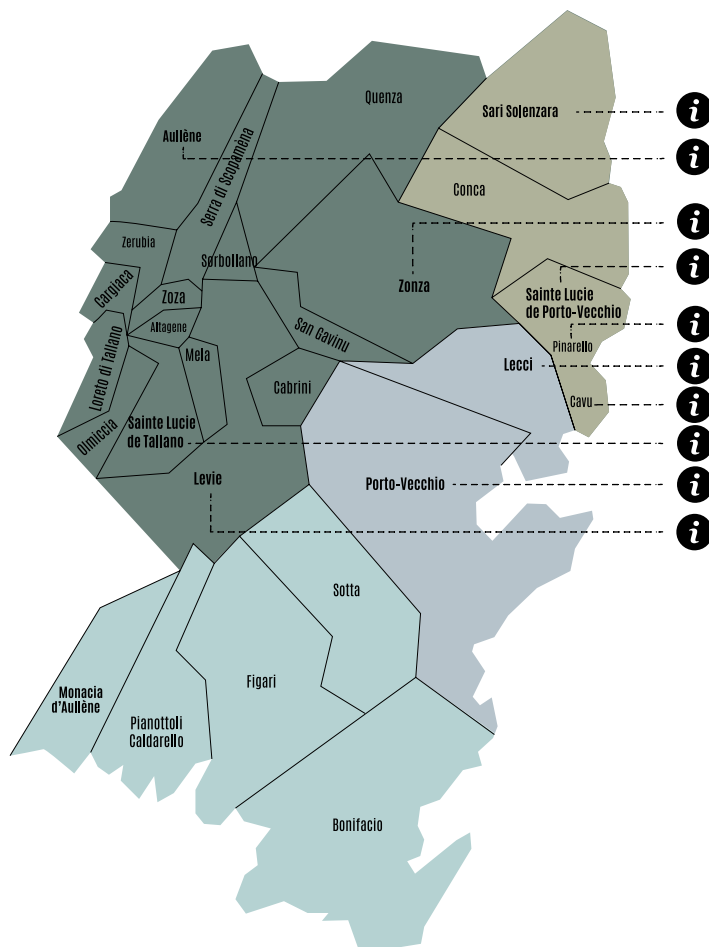 Quenza
Sari Solenzara
i
Aullène
i
Serra di Scopamèna
Conca
i
Zerubia
Sorbollano
Zonza
i
Cargiaca
Zoza
Sainte Lucie
de Porto-Vecchio
Altagene
San Gavinu
i
Pinarello
Mela
Lecci
i
Loreto di Tallano
Cabrini
Cavu
i
Olmiccia
Sainte Lucie
de Tallano
i
Levie
Porto-Vecchio
i
i
Sotta
Figari
Monacia
d'Aullène
Pianottoli
Caldarello
Bonifacio